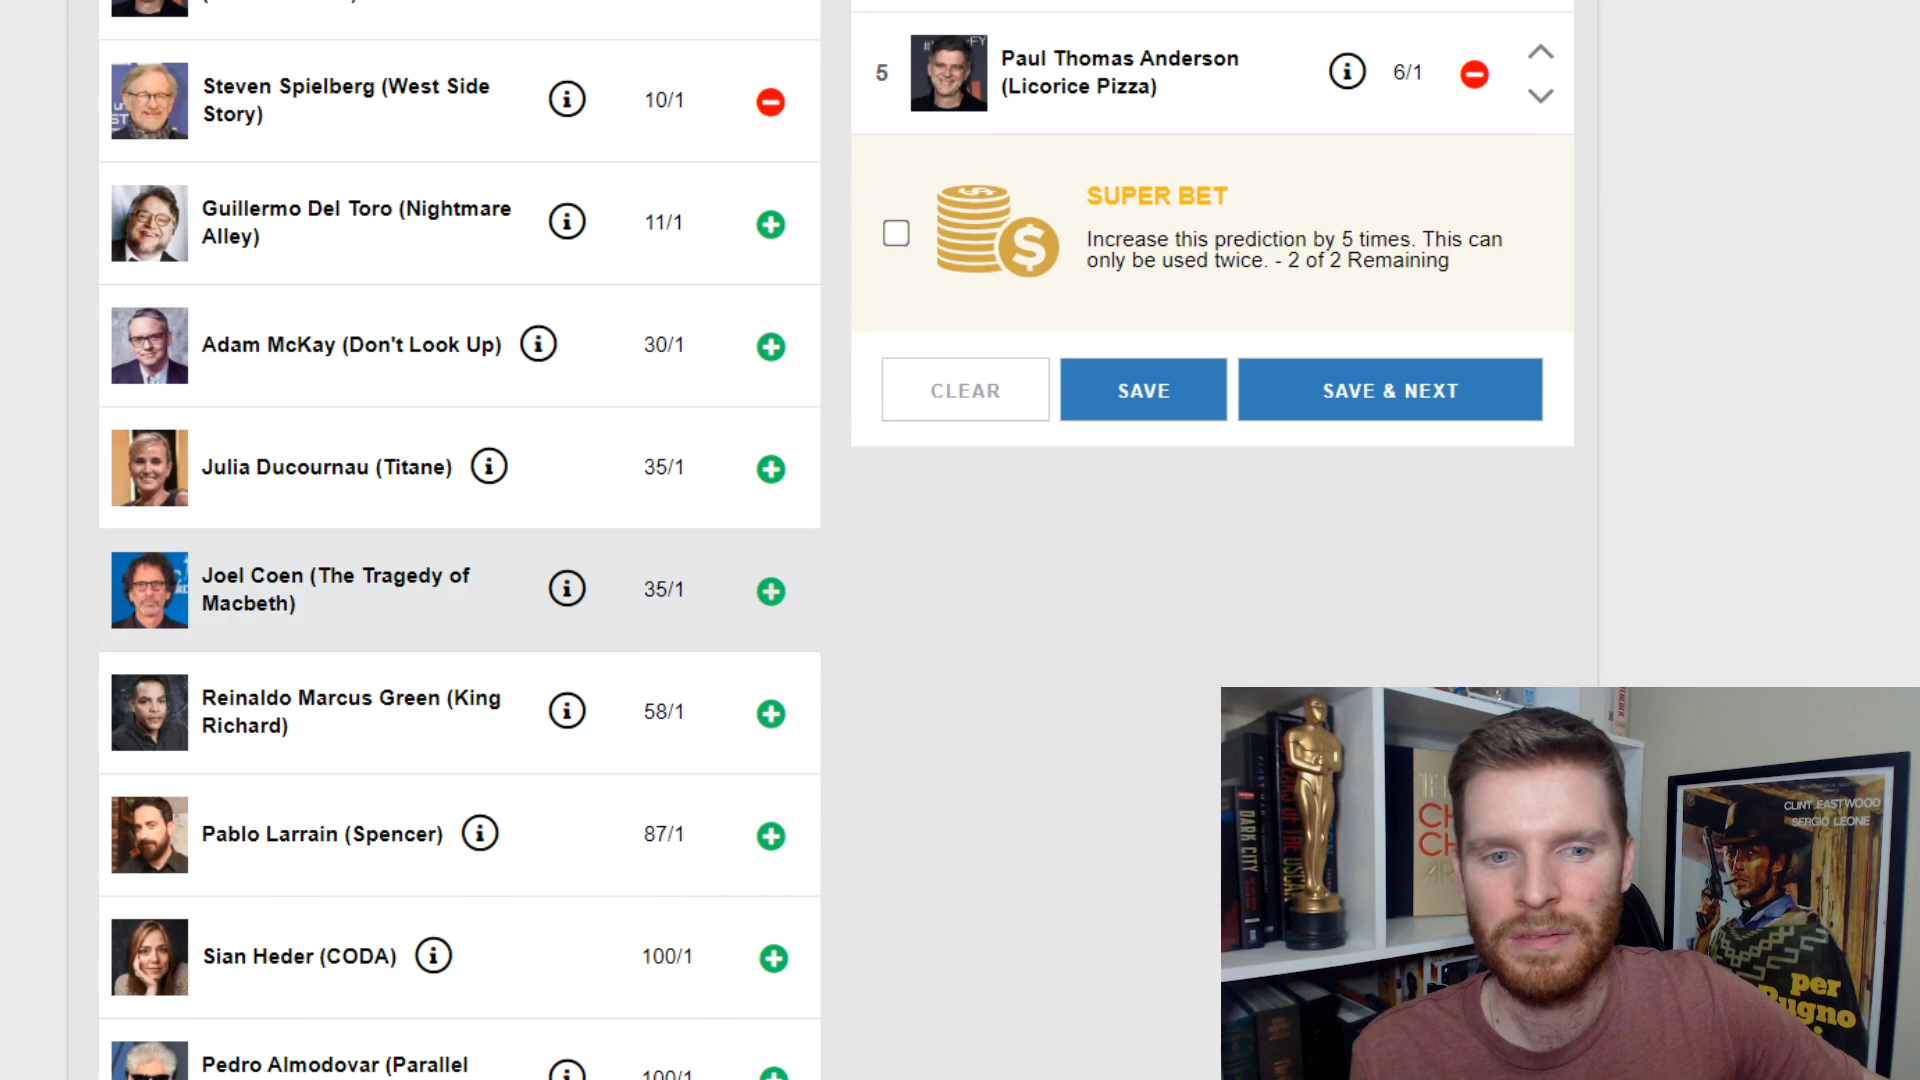 Steven Spielberg (West Side
Story)
10/1
Guillermo Del Toro (Nightmare
Alley)
11/1
Adam McKay (Don't Look Up)
30/1
Julia Ducournau (Titane)
35/1
Joel Coen (The Tragedy of
Macbeth)
35/1
Reinaldo Marcus Green (King
Richard)
58/1
Pablo Larrain (Spencer)
87/1
Sian Heder (CODA)
100/1
Pedro Almodovar (Parallel
100/1
5
Paul Thomas Anderson
(Licorice Pizza)
6/1
SUPER BET
Increase this prediction by 5 times. This can
only be used twice. - 2 of 2 Remaining
CLEAR
SAVE
SAVE & NEXT
DARK CITY
CLINT EASTWOOD
SERGIO LEONE
per